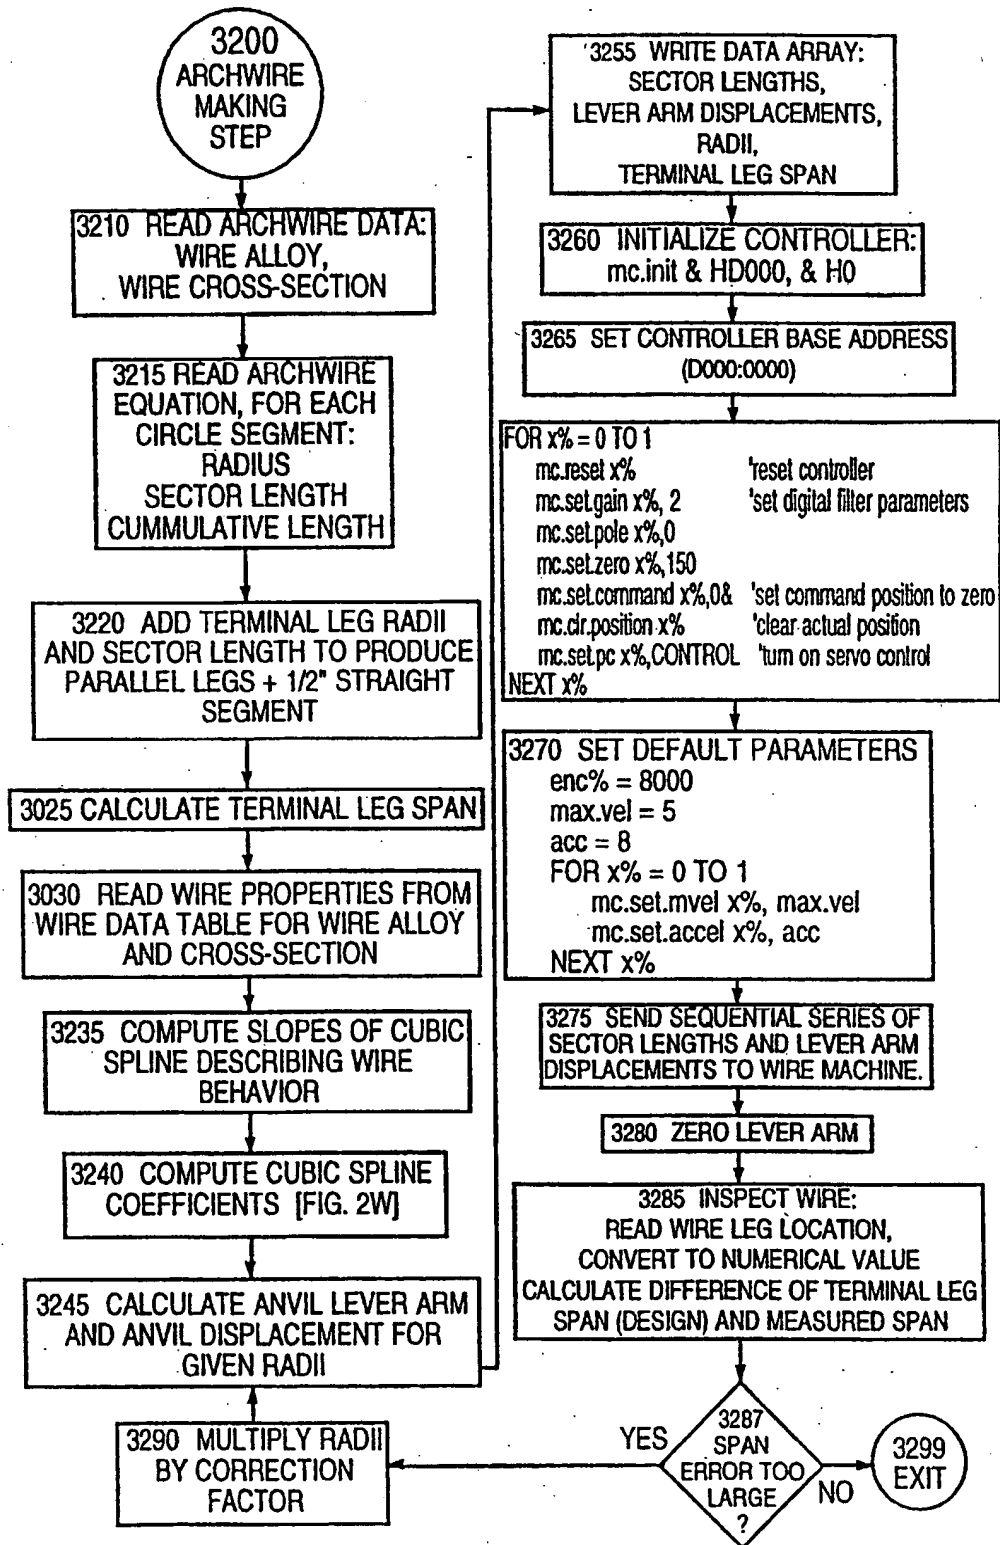 3200
ARCHWIRE
MAKING
STEP
3210 READ ARCHWIRE DATA:
WIRE ALLOY,
WIRE CROSS-SECTION
3215 READ ARCHWIRE
EQUATION, FOR EACH
CIRCLE SEGMENT:
RADIUS
SECTOR LENGTH
CUMMULATIVE LENGTH
3220 ADD TERMINAL LEG RADII
AND SECTOR LENGTH TO PRODUCE
PARALLEL LEGS + 1/2" STRAIGHT
SEGMENT
3025 CALCULATE TERMINAL LEG SPAN
3030 READ WIRE PROPERTIES FROM
WIRE DATA TABLE FOR WIRE ALLOY
AND CROSS-SECTION
3235 COMPUTE SLOPES OF CUBIC
SPLINE DESCRIBING WIRE
BEHAVIOR
3240 COMPUTE CUBIC SPLINE
COEFFICIENTS [FIG. 2W]
3245 CALCULATE ANVIL LEVER ARM
AND ANVIL DISPLACEMENT FOR
GIVEN RADII
3290 MULTIPLY RADII
BY CORRECTION
FACTOR
3255 WRITE DATA ARRAY:
SECTOR LENGTHS,
LEVER ARM DISPLACEMENTS,
RADII,
TERMINAL LEG SPAN
3260 INITIALIZE CONTROLLER:
mc.init & HD000, & H0
3265 SET CONTROLLER BASE ADDRESS
(D000:0000)
FOR x% = 0 TO 1
mc.reset x% 'reset controller
mc.set.gain x%, 2 'set digital filter parameters
mc.set.pole x%,0
mc.set.zero x%,150
mc.set.command x%,0& 'set command position to zero
mc.clr.position x% 'clear actual position
mc.set.pc x%,CONTROL 'turn on servo control
NEXT x%
3270 SET DEFAULT PARAMETERS
enc% = 8000
max.vel = 5
acc = 8
FOR x% = 0 TO 1
mc.set.mvel x%, max.vel
mc.set.accel x%, acc
NEXT x%
3275 SEND SEQUENTIAL SERIES OF
SECTOR LENGTHS AND LEVER ARM
DISPLACEMENTS TO WIRE MACHINE.
3280 ZERO LEVER ARM
3285 INSPECT WIRE:
READ WIRE LEG LOCATION,
CONVERT TO NUMERICAL VALUE
CALCULATE DIFFERENCE OF TERMINAL LEG
SPAN (DESIGN) AND MEASURED SPAN
3287
SPAN
ERROR TOO
LARGE
?
YES
NO
3299
EXIT